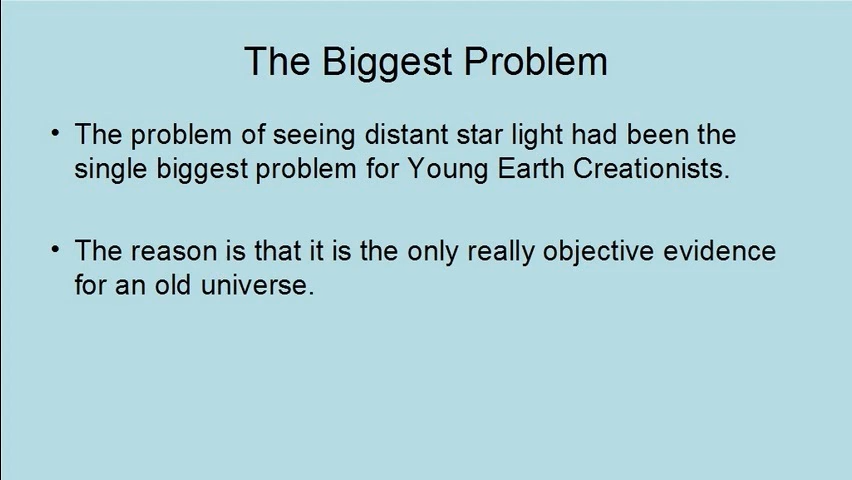 The Biggest Problem
• The problem of seeing distant star light had been the
single biggest problem for Young Earth Creationists.
• The reason is that it is the only really objective evidence
for an old universe.